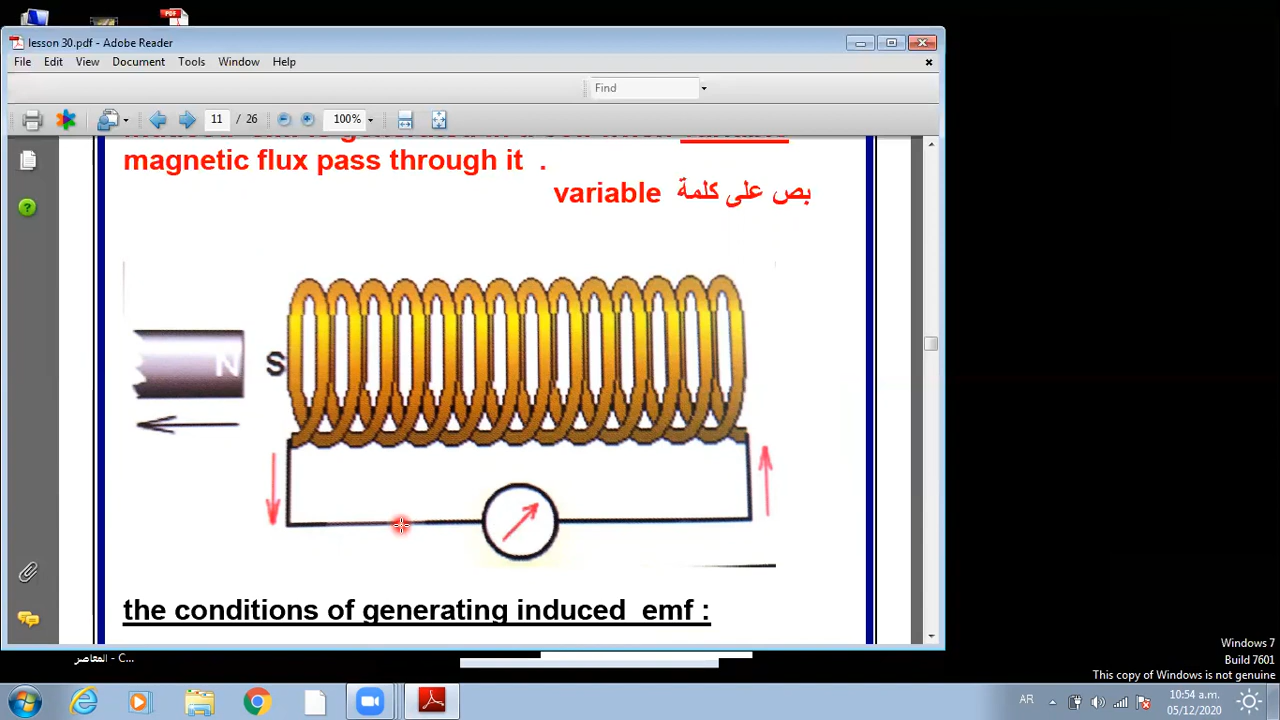 lesson 30.pdf - Adobe Reader
File Edit View Document Tools Window Help
Find
11 / 26 100%
magnetic flux pass through it .
بص على كلمة variable
N S
the conditions of generating induced emf :
المعاصر - C...
Windows 7
Build 7601
This copy of Windows is not genuine
AR 10:54 a.m.
05/12/2020